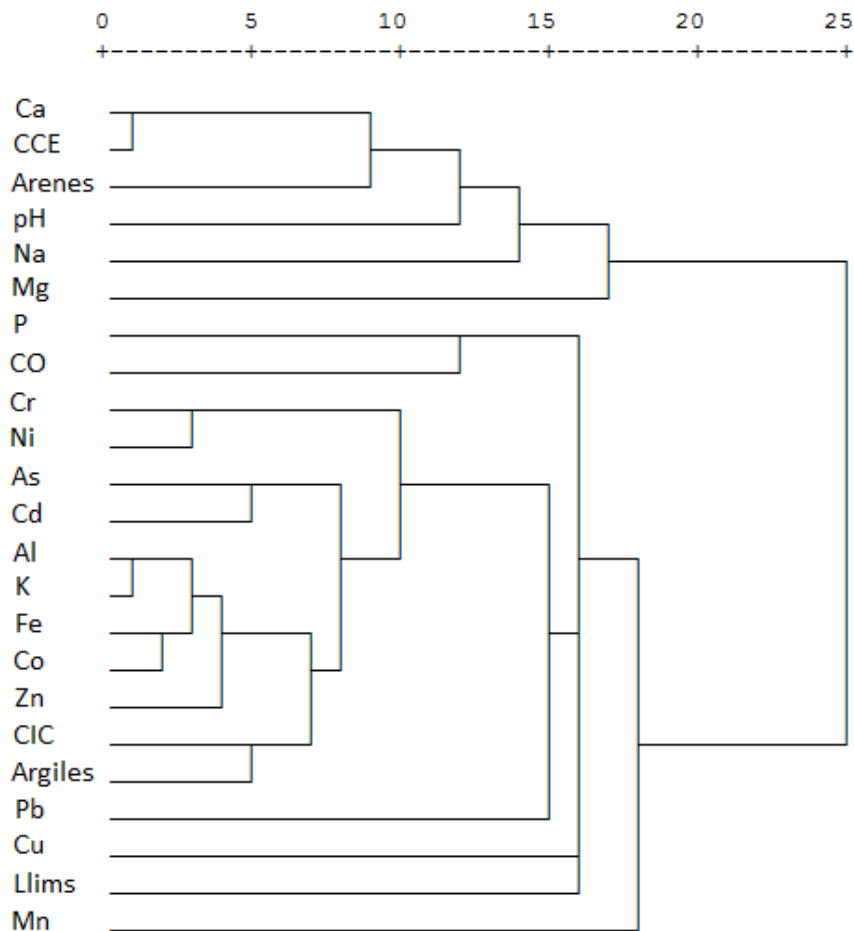 0 5 10 15 20 25
+---------+---------+---------+---------+---------+
Ca
CCE
Arenes
pH
Na
Mg
P
CO
Cr
Ni
As
Cd
Al
K
Fe
Co
Zn
CIC
Argiles
Pb
Cu
Llims
Mn